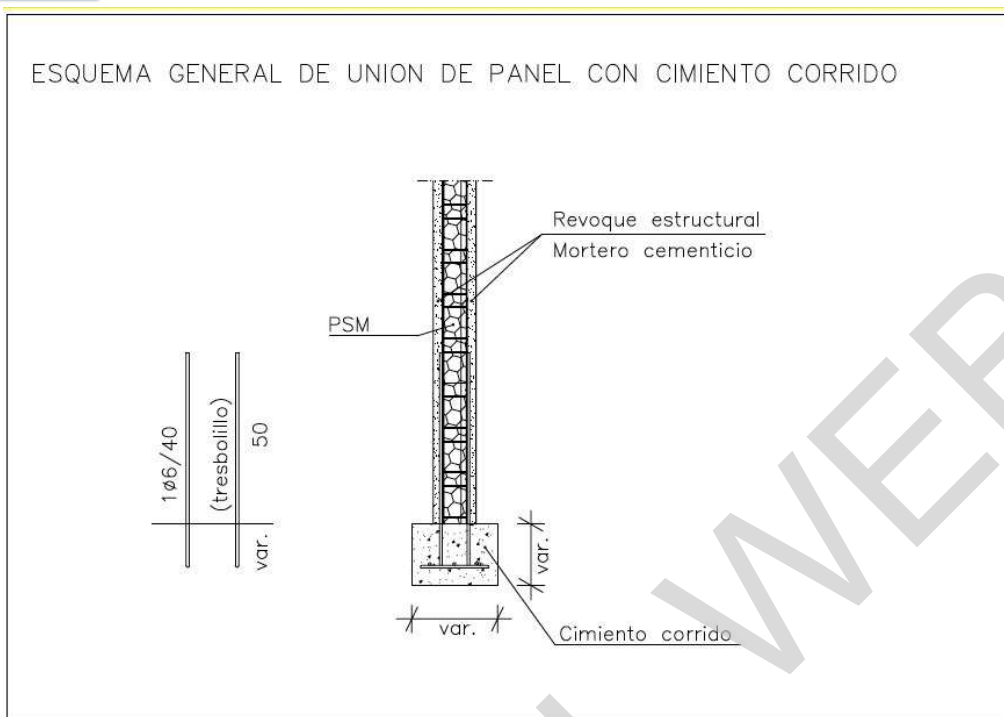 ESQUEMA GENERAL DE UNION DE PANEL CON CIMIENTO CORRIDO
Revoque estructural
Mortero cementicio
PSM
1ø6/40
(tresbolillo)
50
var.
var.
var.
Cimiento corrido
WEB